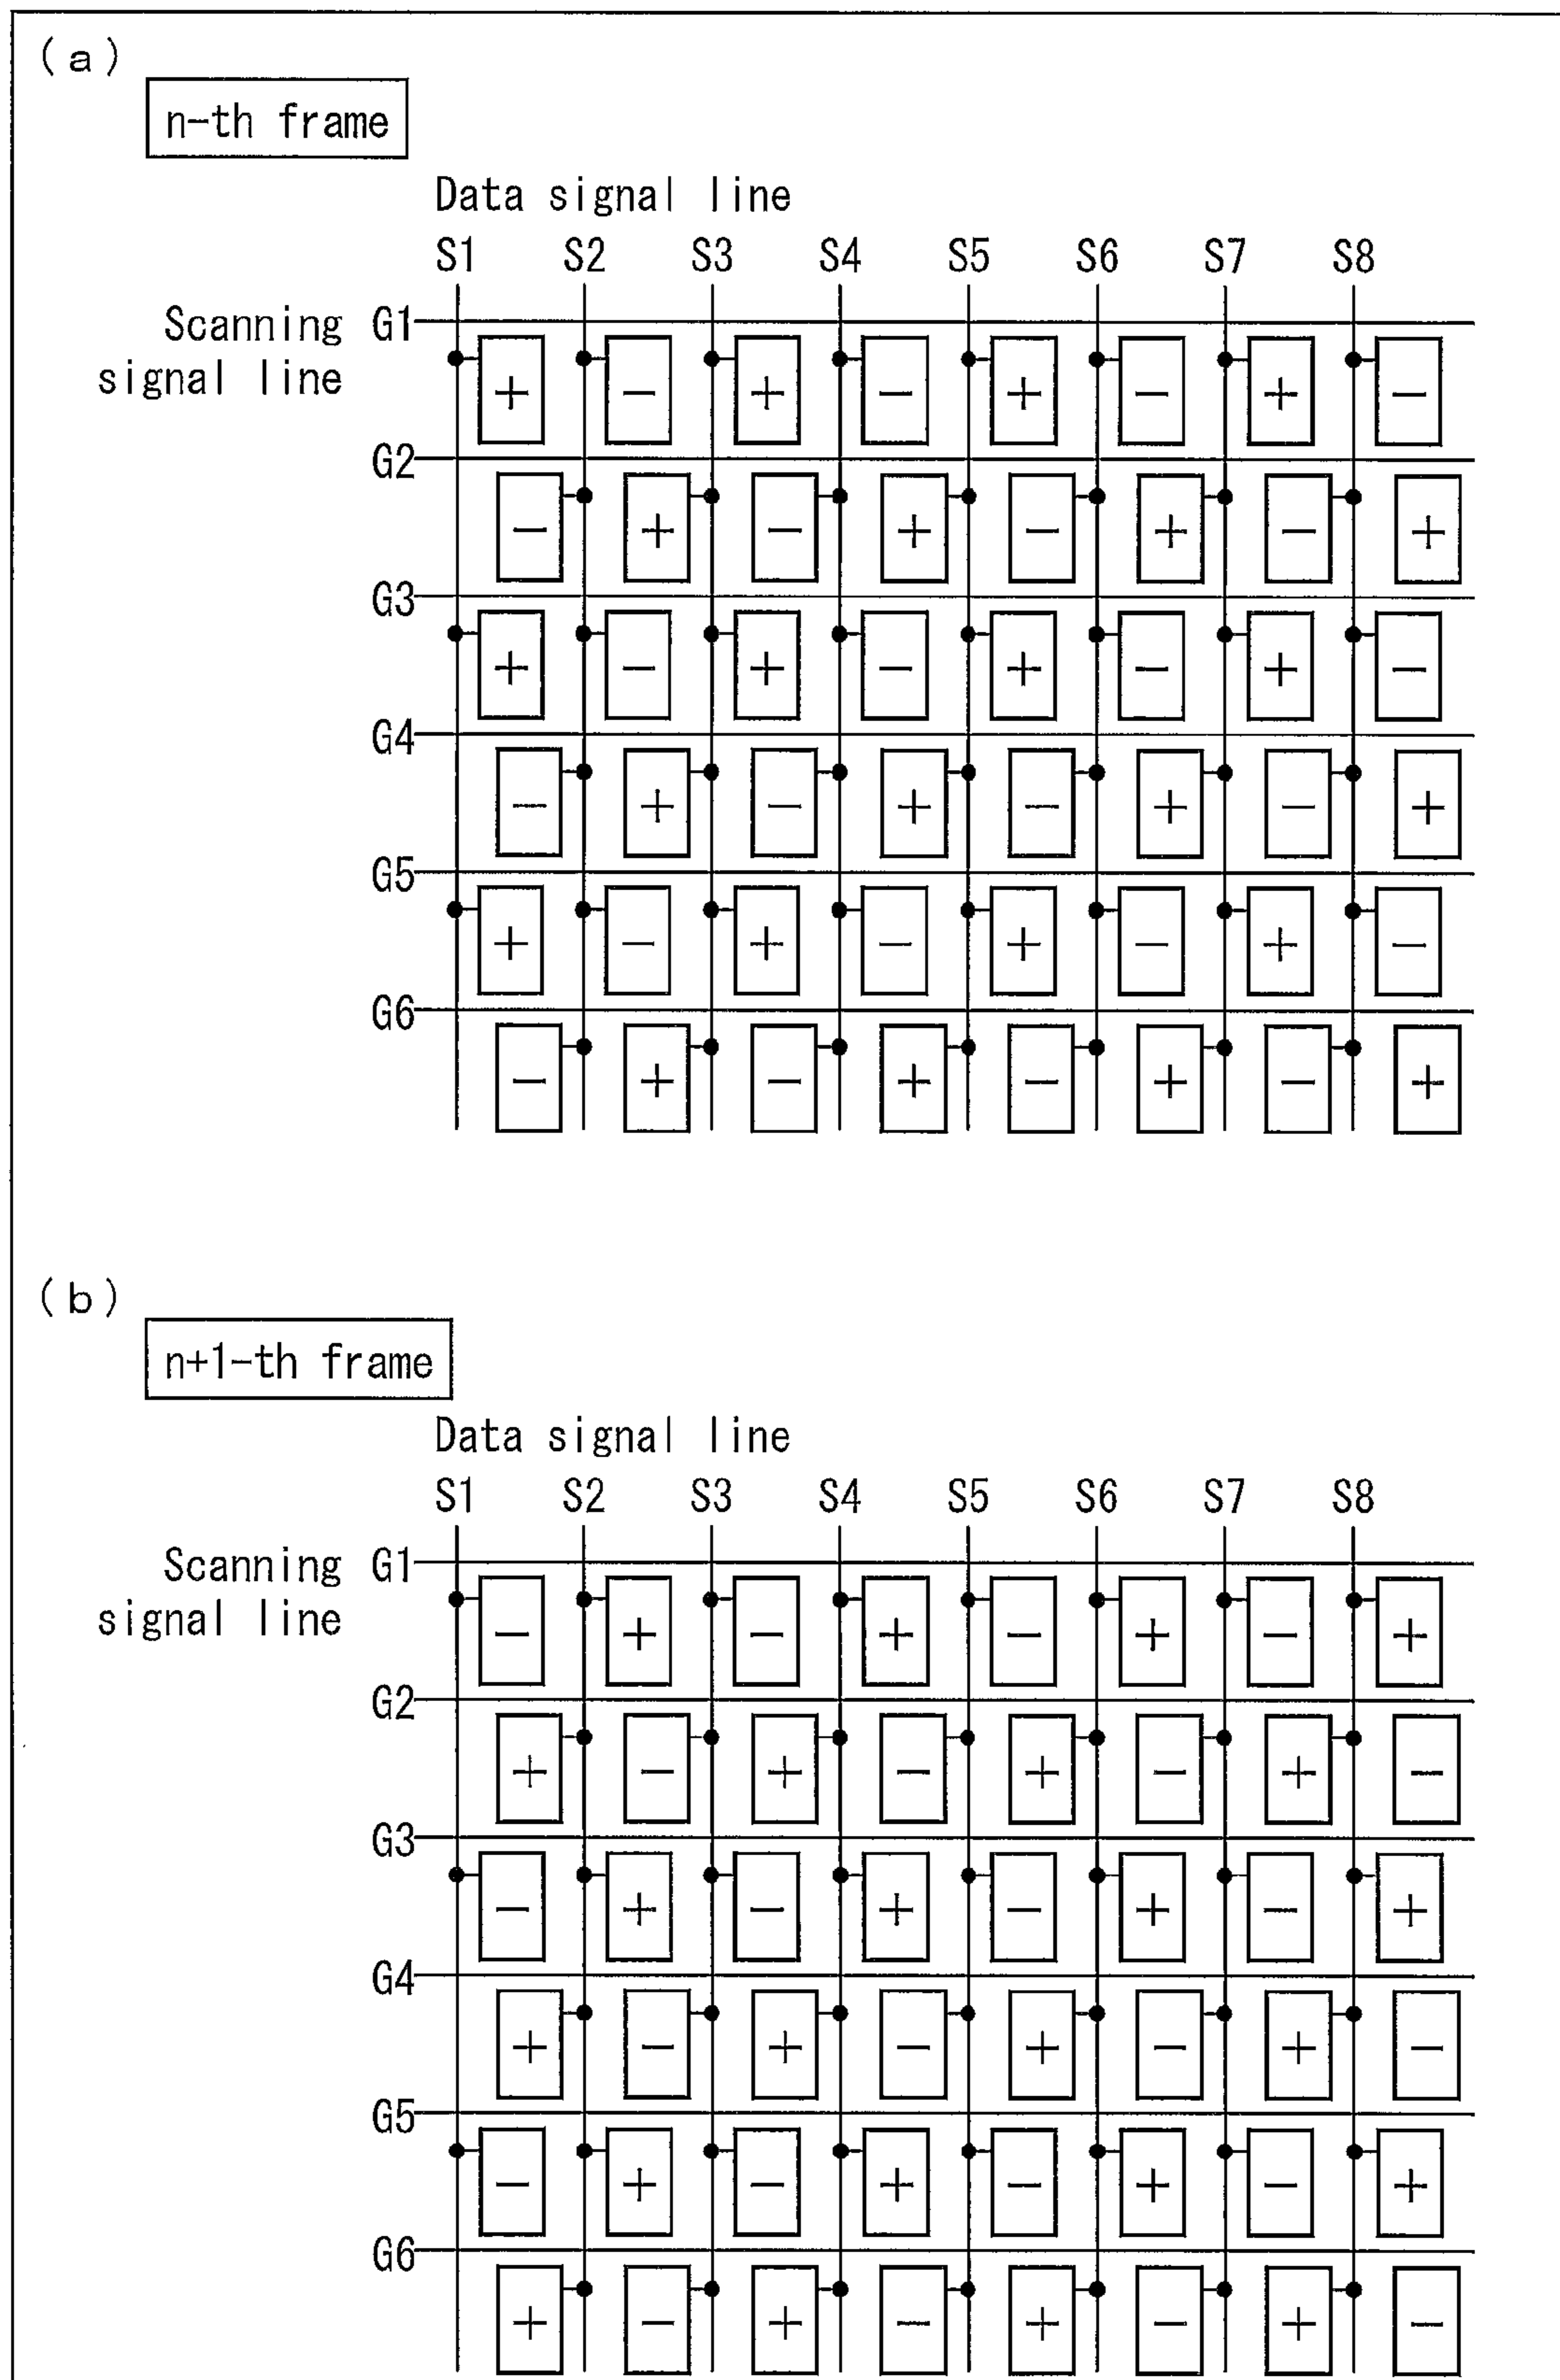 (a)
n-th frame
Data signal line
S1 S2 S3 S4 S5 S6 S7 S8
Scanning G1
signal line
+ − + − + − + −
G2
− + − + − + − +
G3
+ − + − + − + −
G4
− + − + − + − +
G5
+ − + − + − + −
G6
− + − + − + − +
(b)
n+1-th frame
Data signal line
S1 S2 S3 S4 S5 S6 S7 S8
Scanning G1
signal line
− + − + − + − +
G2
+ − + − + − + −
G3
− + − + − + − +
G4
+ − + − + − + −
G5
− + − + − + − +
G6
+ − + − + − + −